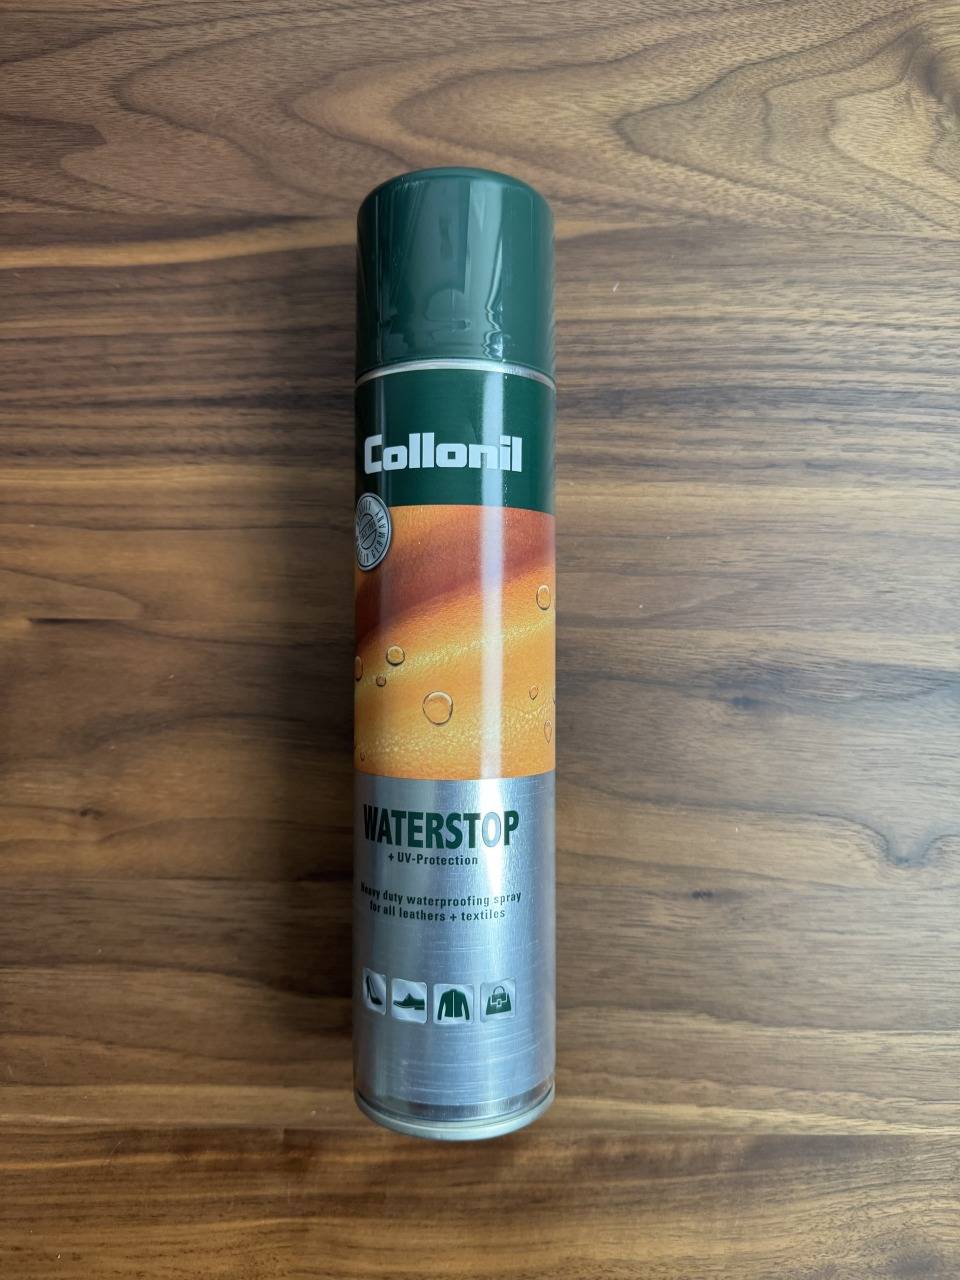 Collonil
WATERSTOP
+ UV-Protection
Heavy duty waterproofing spray
for all leathers + textiles